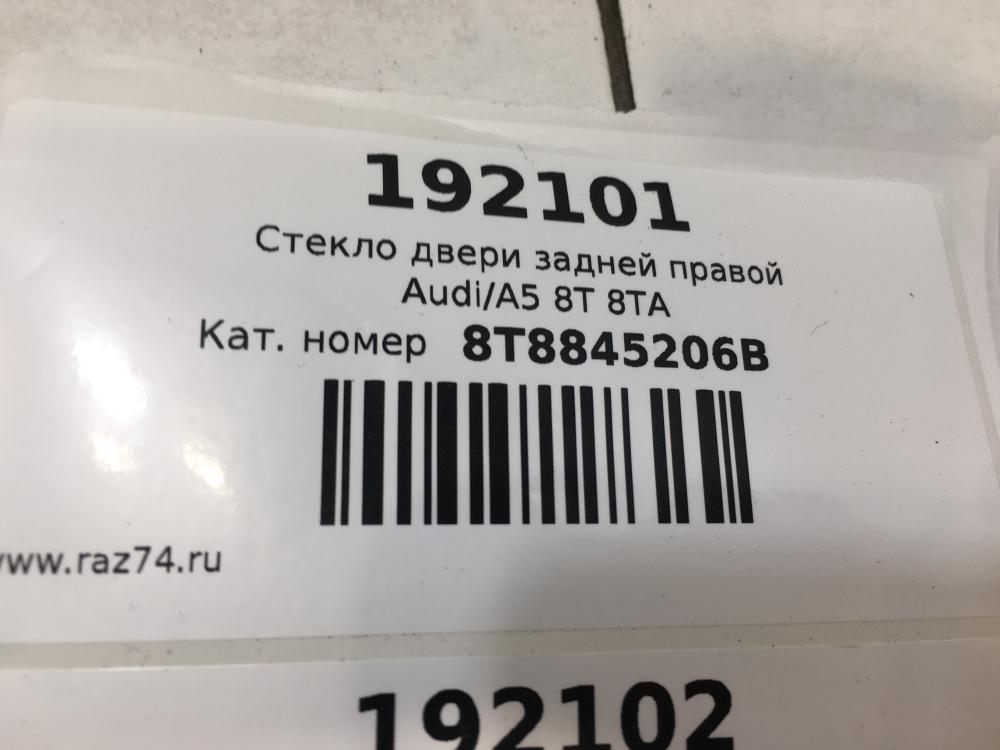 192101
Стекло двери задней правой
Audi/A5 8T 8TA
Кат. номер 8T8845206B
www.raz74.ru
192102